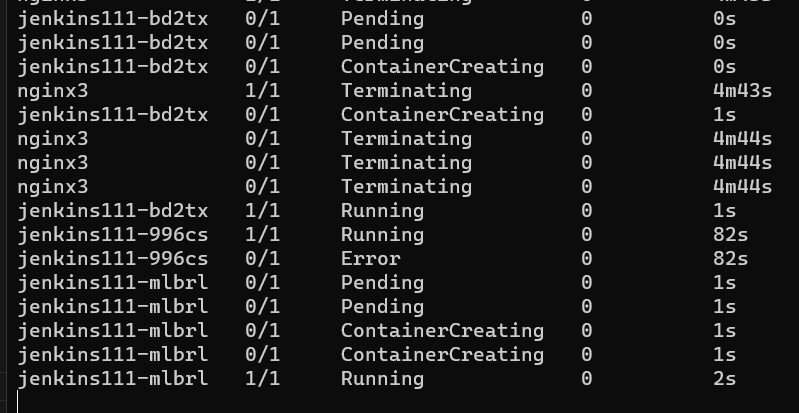 jenkins111-bd2tx 0/1 Pending 0 0s
jenkins111-bd2tx 0/1 Pending 0 0s
jenkins111-bd2tx 0/1 ContainerCreating 0 0s
nginx3 1/1 Terminating 0 4m43s
jenkins111-bd2tx 0/1 ContainerCreating 0 1s
nginx3 0/1 Terminating 0 4m44s
nginx3 0/1 Terminating 0 4m44s
nginx3 0/1 Terminating 0 4m44s
jenkins111-bd2tx 1/1 Running 0 1s
jenkins111-996cs 1/1 Running 0 82s
jenkins111-996cs 0/1 Error 0 82s
jenkins111-mlbrl 0/1 Pending 0 1s
jenkins111-mlbrl 0/1 Pending 0 1s
jenkins111-mlbrl 0/1 ContainerCreating 0 1s
jenkins111-mlbrl 0/1 ContainerCreating 0 1s
jenkins111-mlbrl 1/1 Running 0 2s